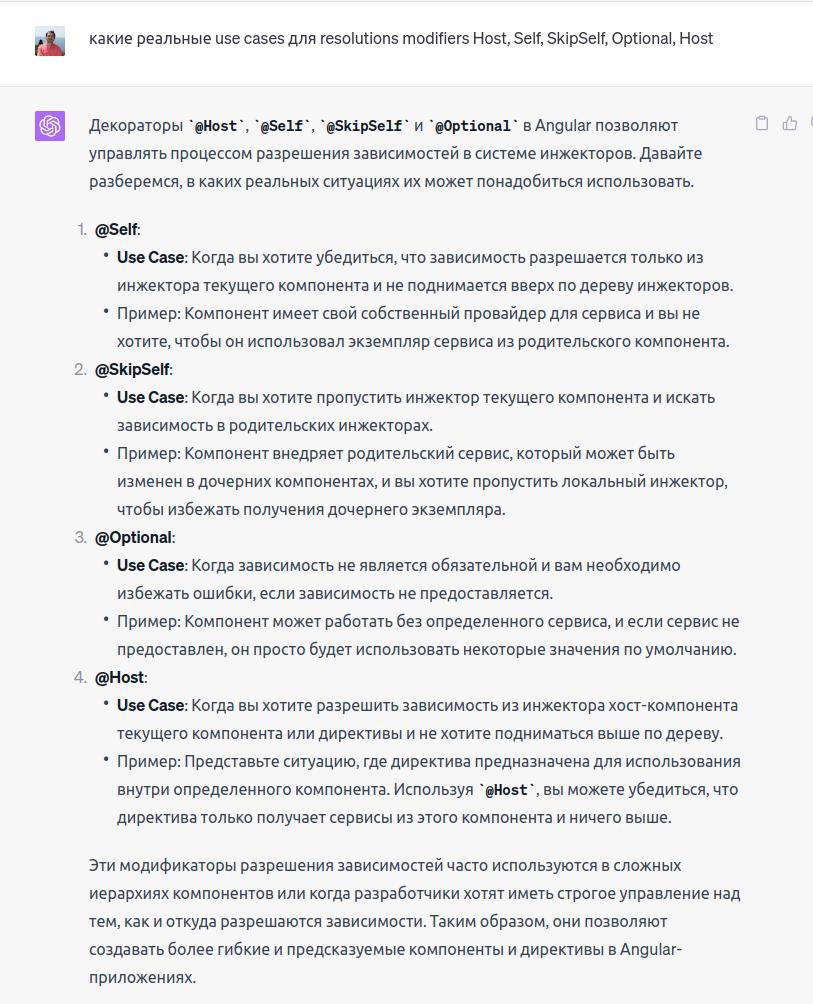 какие реальные use cases для resolutions modifiers Host, Self, SkipSelf, Optional, Host
Декораторы `@Host`, `@Self`, `@SkipSelf` и `@Optional` в Angular позволяют
управлять процессом разрешения зависимостей в системе инжекторов. Давайте
разберемся, в каких реальных ситуациях их может понадобиться использовать.
1. @Self:
• Use Case: Когда вы хотите убедиться, что зависимость разрешается только из
инжектора текущего компонента и не поднимается вверх по дереву инжекторов.
• Пример: Компонент имеет свой собственный провайдер для сервиса и вы не
хотите, чтобы он использовал экземпляр сервиса из родительского компонента.
2. @SkipSelf:
• Use Case: Когда вы хотите пропустить инжектор текущего компонента и искать
зависимость в родительских инжекторах.
• Пример: Компонент внедряет родительский сервис, который может быть
изменен в дочерних компонентах, и вы хотите пропустить локальный инжектор,
чтобы избежать получения дочернего экземпляра.
3. @Optional:
• Use Case: Когда зависимость не является обязательной и вам необходимо
избежать ошибки, если зависимость не предоставляется.
• Пример: Компонент может работать без определенного сервиса, и если сервис не
предоставлен, он просто будет использовать некоторые значения по умолчанию.
4. @Host:
• Use Case: Когда вы хотите разрешить зависимость из инжектора хост-компонента
текущего компонента или директивы и не хотите подниматься выше по дереву.
• Пример: Представьте ситуацию, где директива предназначена для использования
внутри определенного компонента. Используя `@Host`, вы можете убедиться, что
директива только получает сервисы из этого компонента и ничего выше.
Эти модификаторы разрешения зависимостей часто используются в сложных
иерархиях компонентов или когда разработчики хотят иметь строгое управление над
тем, как и откуда разрешаются зависимости. Таким образом, они позволяют
создавать более гибкие и предсказуемые компоненты и директивы в Angular-
приложениях.